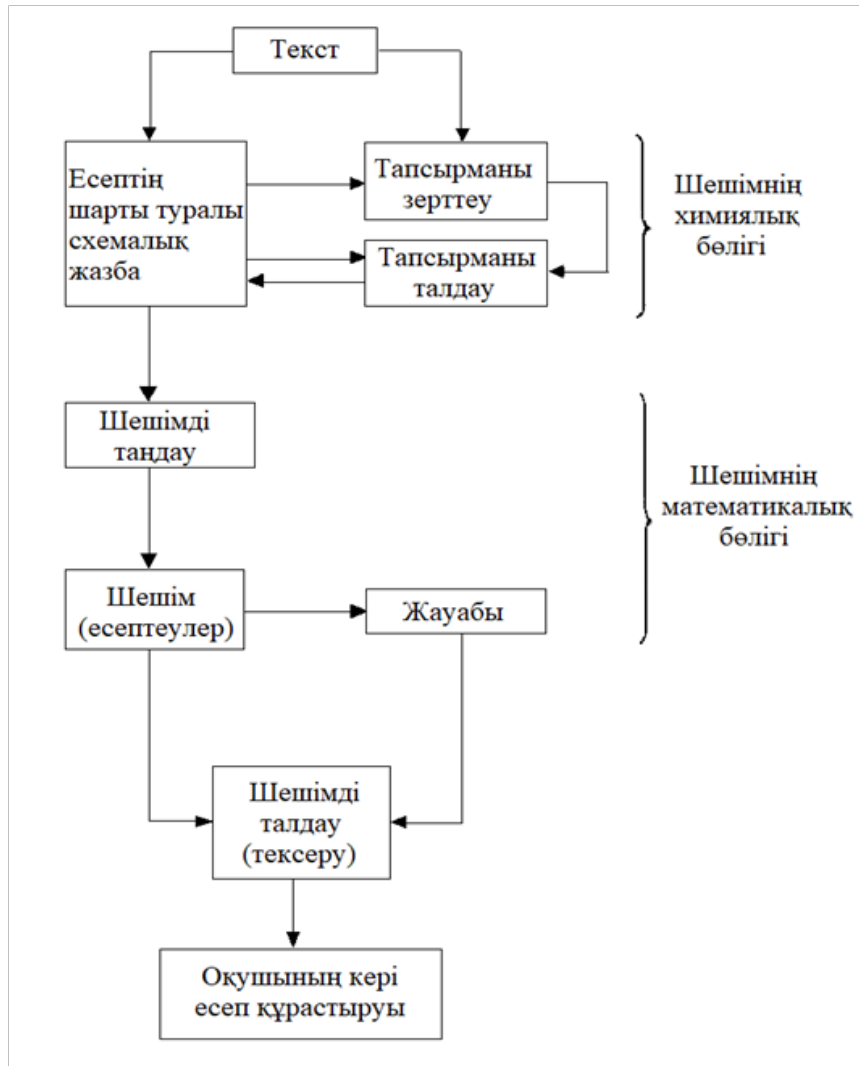 Текст
Есептің
шарты туралы
схемалық
жазба
Тапсырманы
зерттеу
Тапсырманы
талдау
Шешімнің
химиялық
бөлігі
Шешімді
таңдау
Шешімнің
математикалық
бөлігі
Шешім
(есептеулер)
Жауабы
Шешімді
талдау
(тексеру)
Оқушының кері
есеп құрастыруы